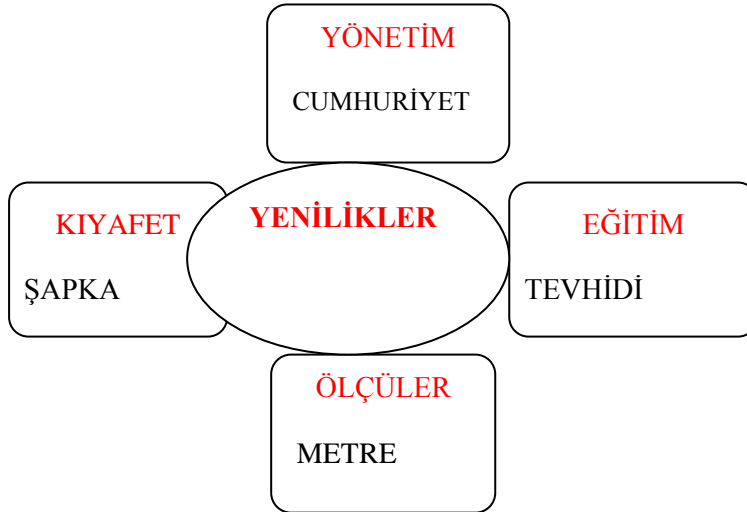 YÖNETİM
CUMHURİYET
KIYAFET
ŞAPKA
YENİLİKLER
EĞİTİM
TEVHİDİ
ÖLÇÜLER
METRE